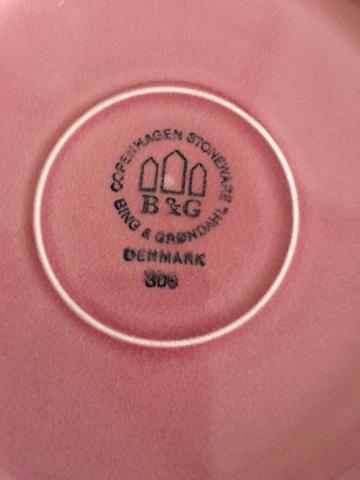 COPENHAGEN STONEWARE
B&G
BING & GRØNDAHL
DENMARK